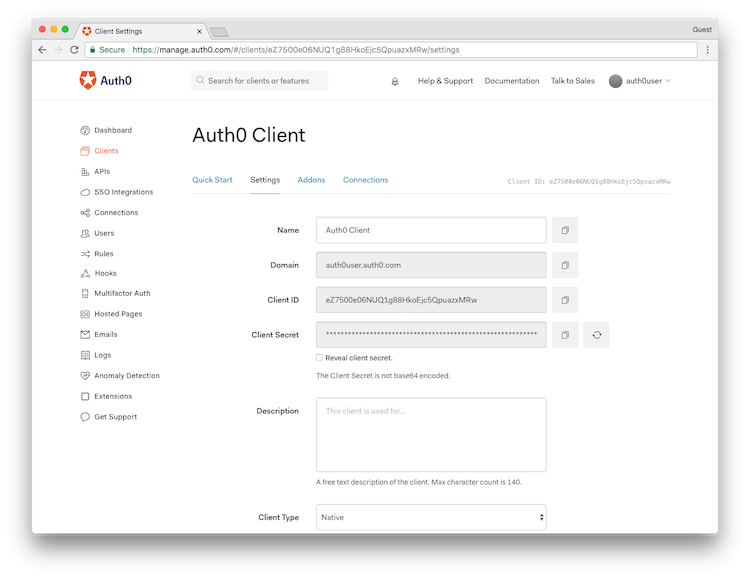 Client Settings
Guest
Secure https://manage.auth0.com/#/clients/eZ7500e06NUQ1g88HkoEjc5QpuazxMRw/settings
Auth0
Search for clients or features
Help & Support
Documentation
Talk to Sales
auth0user
Dashboard
Clients
APIs
SSO Integrations
Connections
Users
Rules
Hooks
Multifactor Auth
Hosted Pages
Emails
Logs
Anomaly Detection
Extensions
Get Support
Auth0 Client
Quick Start
Settings
Addons
Connections
Client ID: eZ7500e06NUQ1g88HkoEjc5QpuazxMRw
Name
Auth0 Client
Domain
auth0user.auth0.com
Client ID
eZ7500e06NUQ1g88HkoEjc5QpuazxMRw
Client Secret
****************************************************************
Reveal client secret.
The Client Secret is not base64 encoded.
Description
This client is used for...
A free text description of the client. Max character count is 140.
Client Type
Native